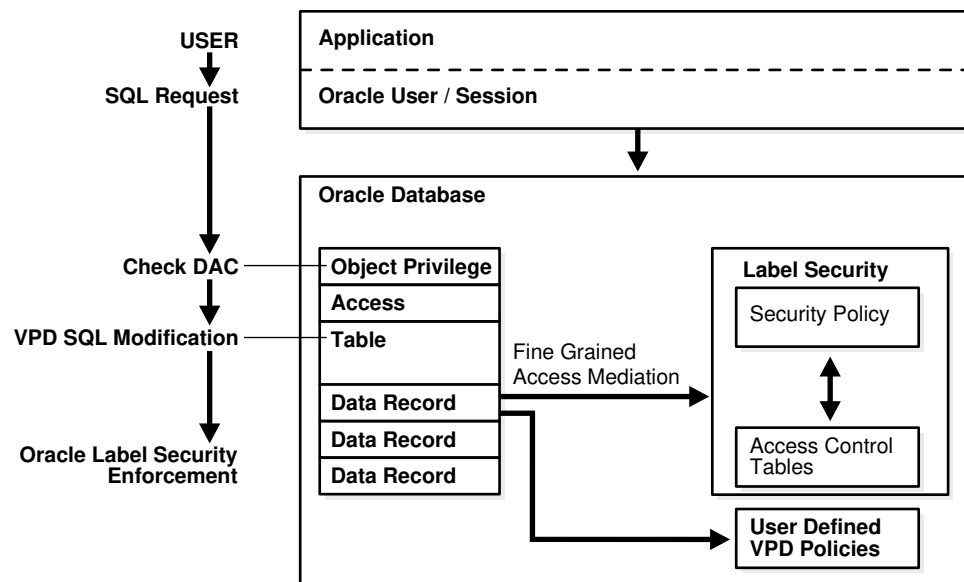 USER
SQL Request
Check DAC
VPD SQL Modification
Oracle Label Security
Enforcement
Application
Oracle User / Session
Oracle Database
Object Privilege
Access
Table
Data Record
Data Record
Data Record
Fine Grained
Access Mediation
Label Security
Security Policy
Access Control
Tables
User Defined
VPD Policies